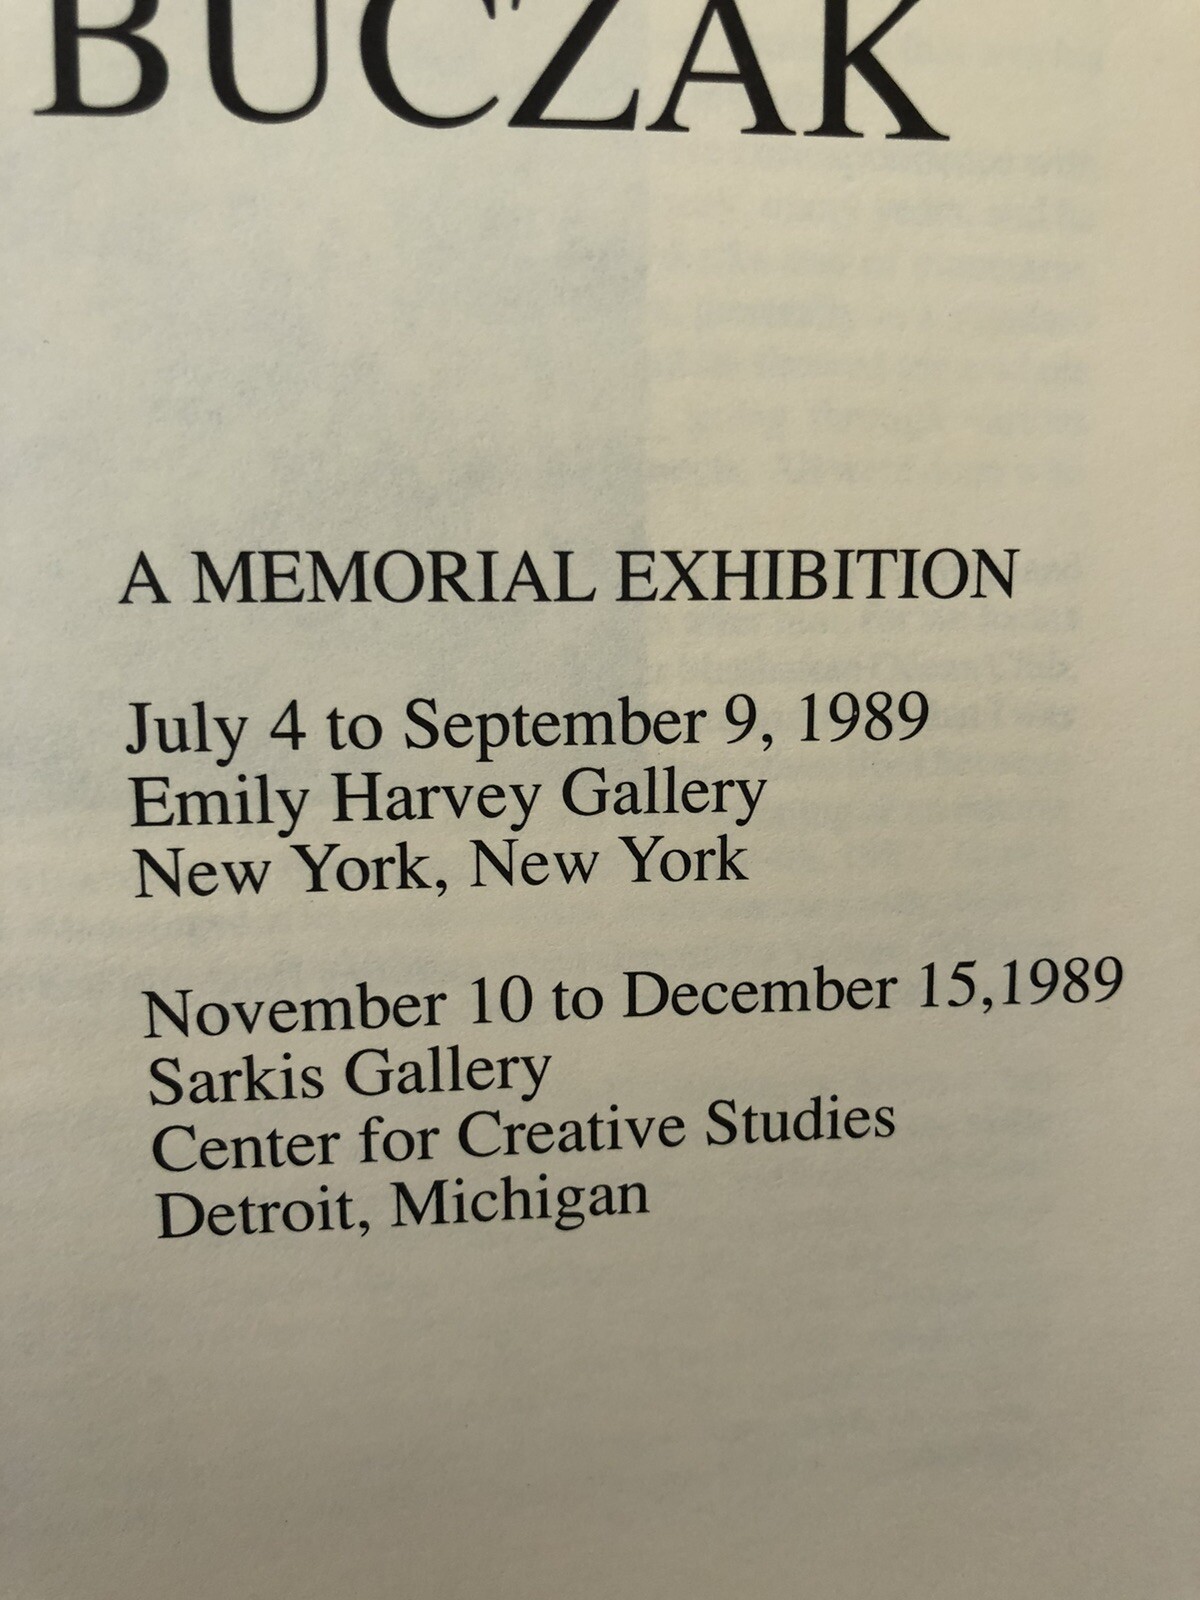 BUCZAK
A MEMORIAL EXHIBITION
July 4 to September 9, 1989
Emily Harvey Gallery
New York, New York
November 10 to December 15,1989
Sarkis Gallery
Center for Creative Studies
Detroit, Michigan